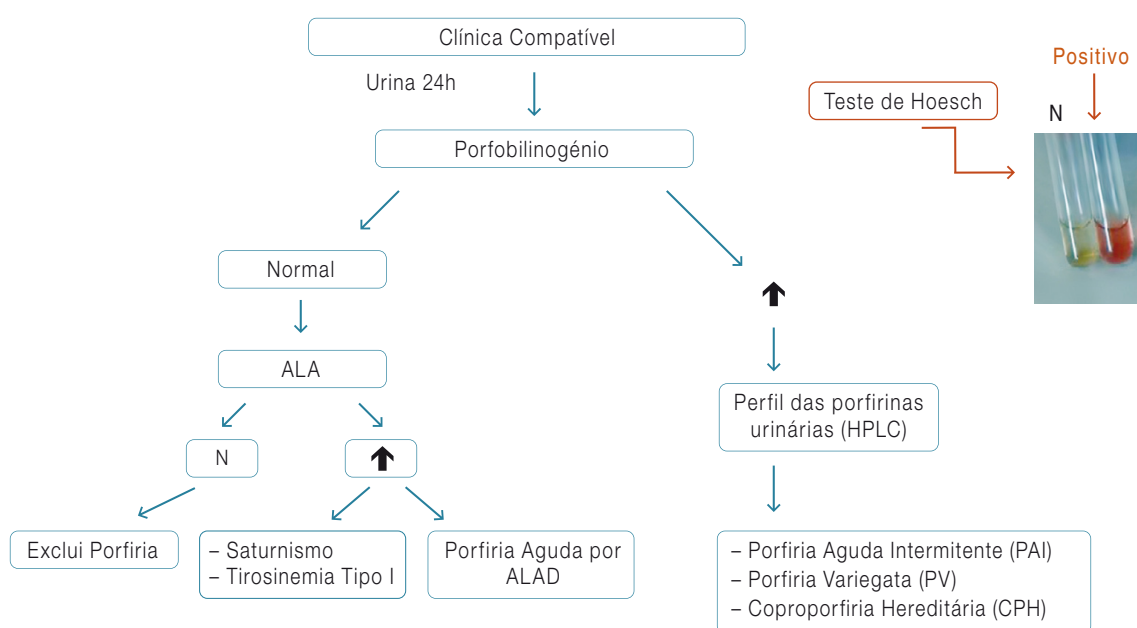 Clínica Compatível
Urina 24h
Porfobilinogénio
Teste de Hoesch
Positivo
N
Normal
ALA
N
Exclui Porfiria
– Saturnismo
– Tirosinemia Tipo I
Porfiria Aguda por
ALAD
Perfil das porfirinas
urinárias (HPLC)
– Porfiria Aguda Intermitente (PAI)
– Porfiria Variegata (PV)
– Coproporfiria Hereditária (CPH)